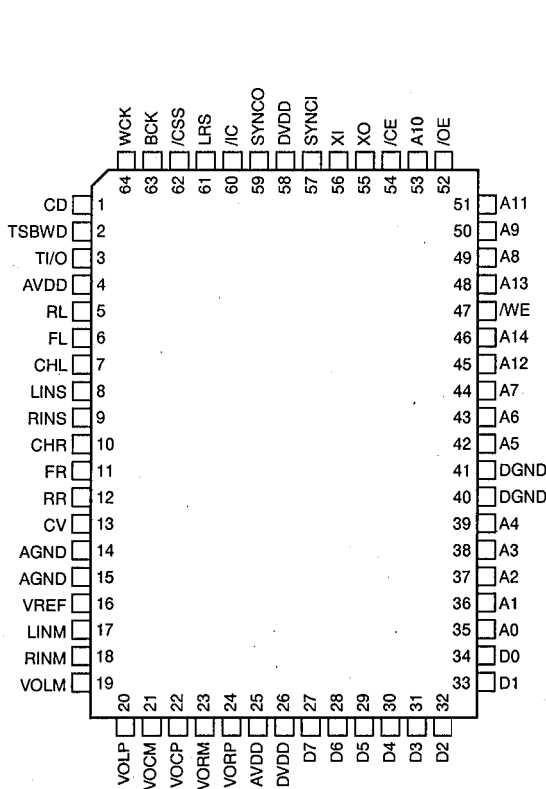 WCK BCK /CSS LRS /IC SYNCO DVDD SYNCI XI XO /CE A10 /OE
64 63 62 61 60 59 58 57 56 55 54 53 52
CD 1 51 A11
TSBWD 2 50 A9
TI/O 3 49 A8
AVDD 4 48 A13
RL 5 47 /WE
FL 6 46 A14
CHL 7 45 A12
LINS 8 44 A7
RINS 9 43 A6
CHR 10 42 A5
FR 11 41 DGND
RR 12 40 DGND
CV 13 39 A4
AGND 14 38 A3
AGND 15 37 A2
VREF 16 36 A1
LINM 17 35 A0
RINM 18 34 D0
VOLM 19 33 D1
20 21 22 23 24 25 26 27 28 29 30 31 32
VOLP VOCM VOCP VORM VORP AVDD DVDD D7 D6 D5 D4 D3 D2